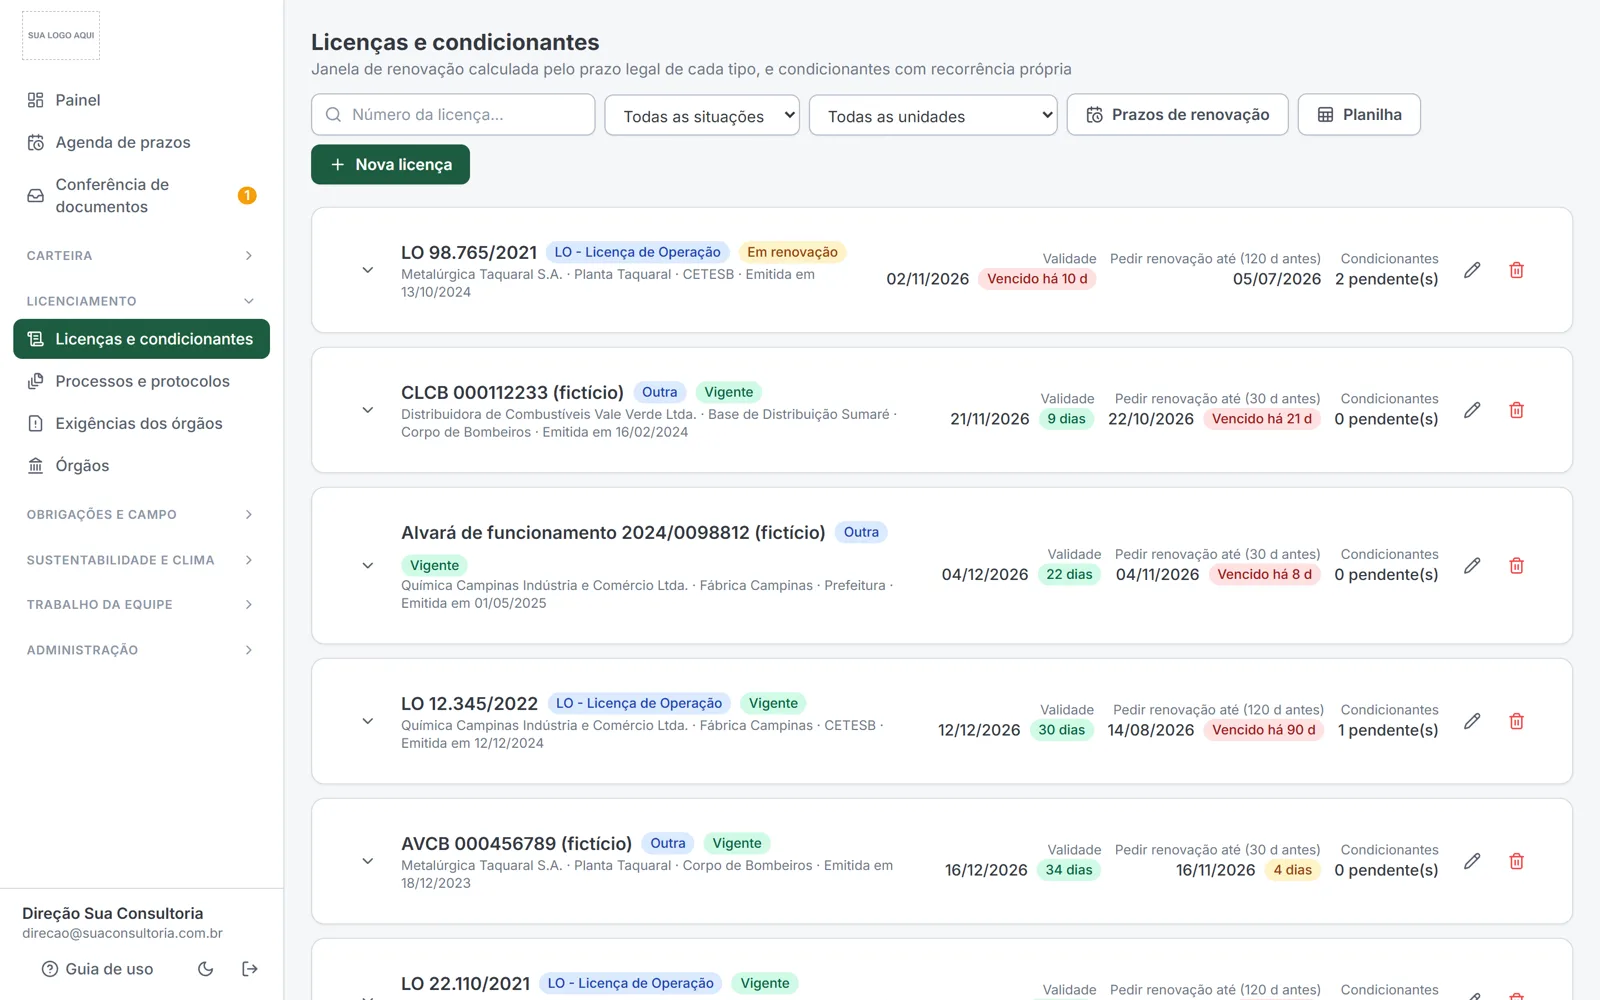 SUA LOGO AQUI
Painel
Agenda de prazos
Conferência de
documentos
1
CARTEIRA
LICENCIAMENTO
Licenças e condicionantes
Processos e protocolos
Exigências dos órgãos
Órgãos
OBRIGAÇÕES E CAMPO
SUSTENTABILIDADE E CLIMA
TRABALHO DA EQUIPE
ADMINISTRAÇÃO
Direção Sua Consultoria
direcao@suaconsultoria.com.br
Guia de uso
Licenças e condicionantes
Janela de renovação calculada pelo prazo legal de cada tipo, e condicionantes com recorrência própria
Número da licença...
Todas as situações
Todas as unidades
Prazos de renovação
Planilha
Nova licença
LO 98.765/2021 LO - Licença de Operação Em renovação
Metalúrgica Taquaral S.A. · Planta Taquaral · CETESB · Emitida em
13/10/2024
Validade Pedir renovação até (120 d antes) Condicionantes
02/11/2026 Vencido há 10 d 05/07/2026 2 pendente(s)
CLCB 000112233 (fictício) Outra Vigente
Distribuidora de Combustíveis Vale Verde Ltda. · Base de Distribuição Sumaré ·
Corpo de Bombeiros · Emitida em 16/02/2024
Validade Pedir renovação até (30 d antes) Condicionantes
21/11/2026 9 dias 22/10/2026 Vencido há 21 d 0 pendente(s)
Alvará de funcionamento 2024/0098812 (fictício) Outra
Vigente
Química Campinas Indústria e Comércio Ltda. · Fábrica Campinas · Prefeitura ·
Emitida em 01/05/2025
Validade Pedir renovação até (30 d antes) Condicionantes
04/12/2026 22 dias 04/11/2026 Vencido há 8 d 0 pendente(s)
LO 12.345/2022 LO - Licença de Operação Vigente
Química Campinas Indústria e Comércio Ltda. · Fábrica Campinas · CETESB ·
Emitida em 12/12/2024
Validade Pedir renovação até (120 d antes) Condicionantes
12/12/2026 30 dias 14/08/2026 Vencido há 90 d 1 pendente(s)
AVCB 000456789 (fictício) Outra Vigente
Metalúrgica Taquaral S.A. · Planta Taquaral · Corpo de Bombeiros · Emitida em
18/12/2023
Validade Pedir renovação até (30 d antes) Condicionantes
16/12/2026 34 dias 16/11/2026 4 dias 0 pendente(s)
LO 22.110/2021 LO - Licença de Operação Vigente
Validade Pedir renovação até (120 d antes) Condicionantes